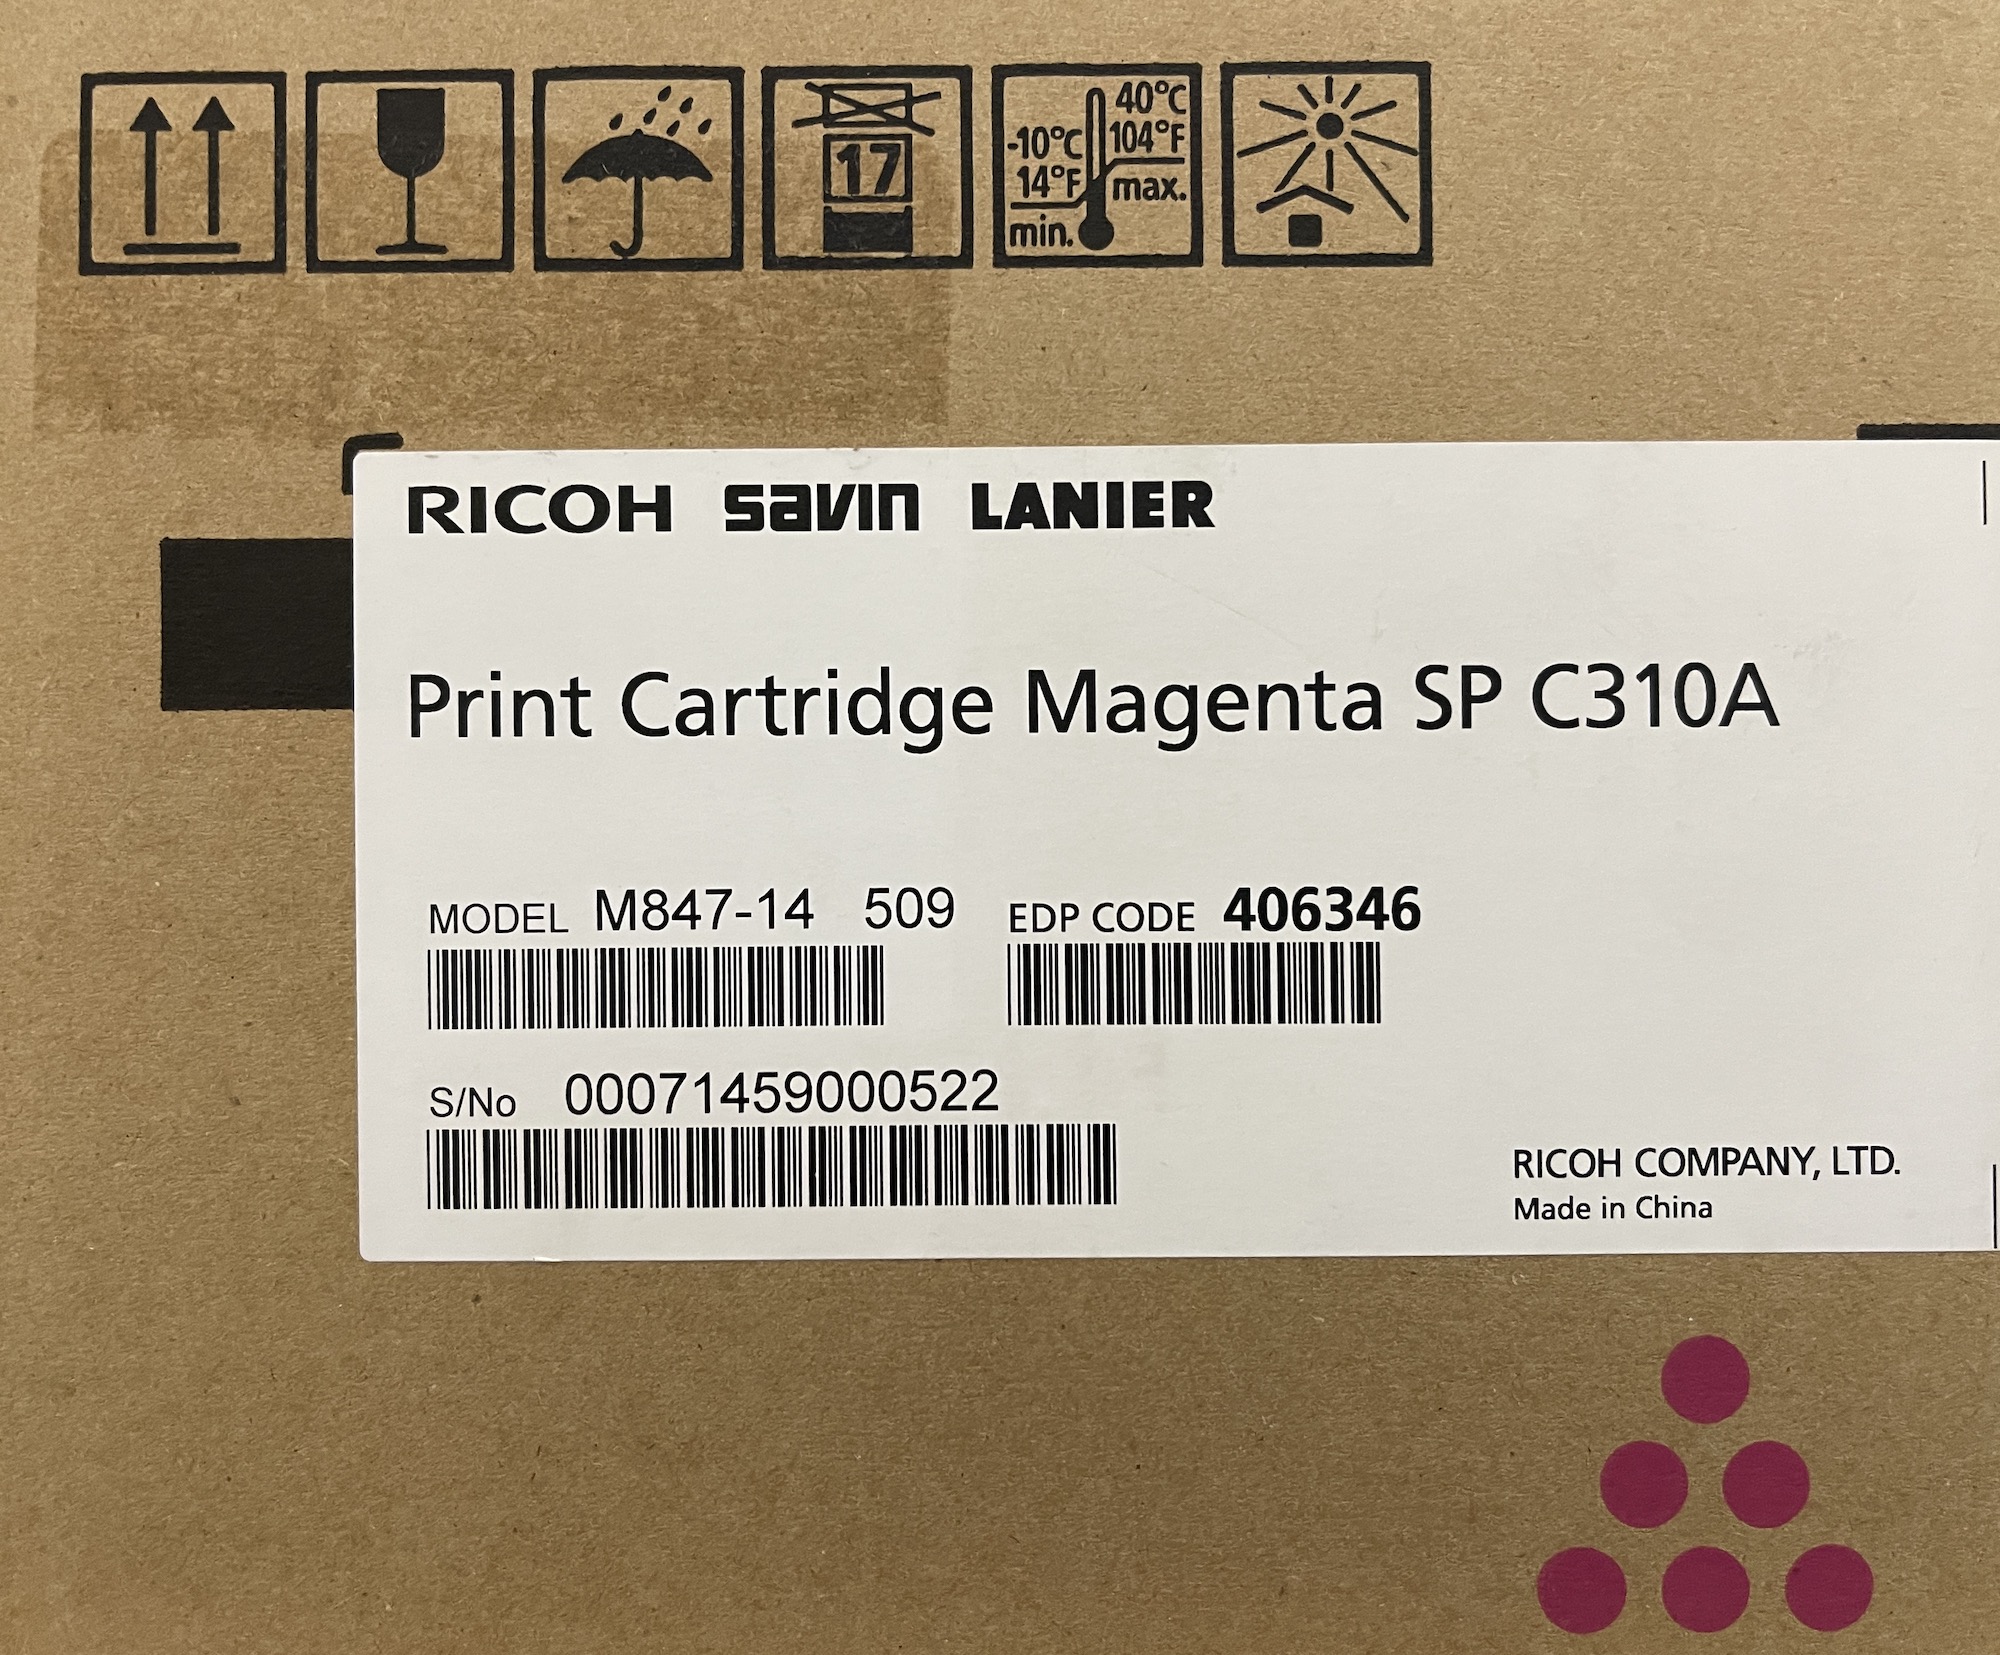 17
40°C
-10°C 104°F
14°F max.
min.
RICOH savin LANIER
Print Cartridge Magenta SP C310A
MODEL M847-14 509 EDP CODE 406346
S/No 00071459000522
RICOH COMPANY, LTD.
Made in China